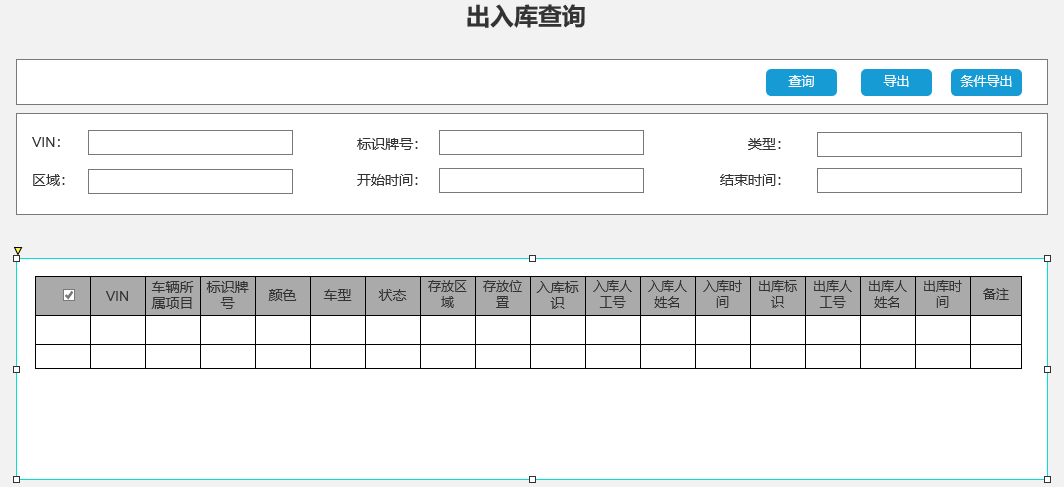 出入库查询
查询 导出 条件导出
VIN： 标识牌号： 类型：
区域： 开始时间： 结束时间：
VIN 车辆所属项目 标识牌号 颜色 车型 状态 存放区域 存放位置 入库标识 入库人工号 入库人姓名 入库时间 出库标识 出库人工号 出库人姓名 出库时间 备注